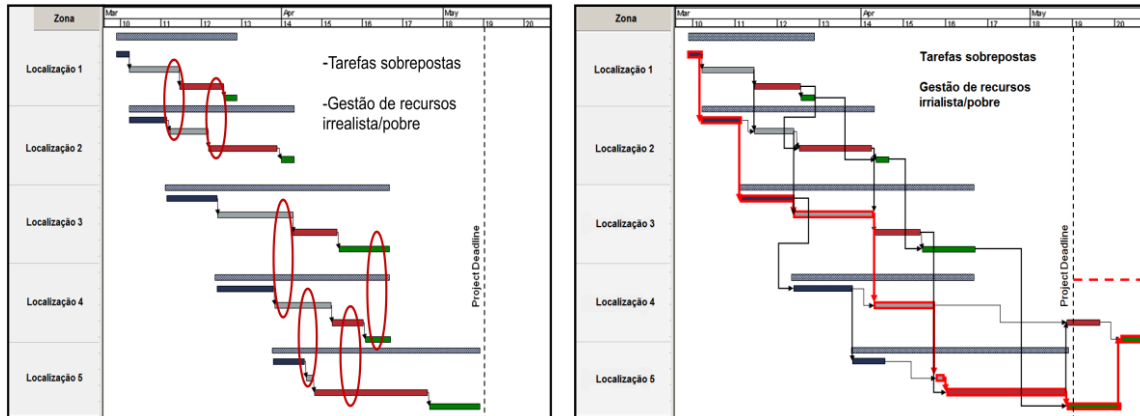 Zona
Mar
Apr
May
10
11
12
13
14
15
16
17
18
19
20
Localização 1
Localização 2
Localização 3
Localização 4
Localização 5
-Tarefas sobrepostas
-Gestão de recursos
irrealista/pobre
Project Deadline
Zona
Mar
Apr
May
10
11
12
13
14
15
16
17
18
19
20
Localização 1
Localização 2
Localização 3
Localização 4
Localização 5
Tarefas sobrepostas
Gestão de recursos
irrialista/pobre
Project Deadline